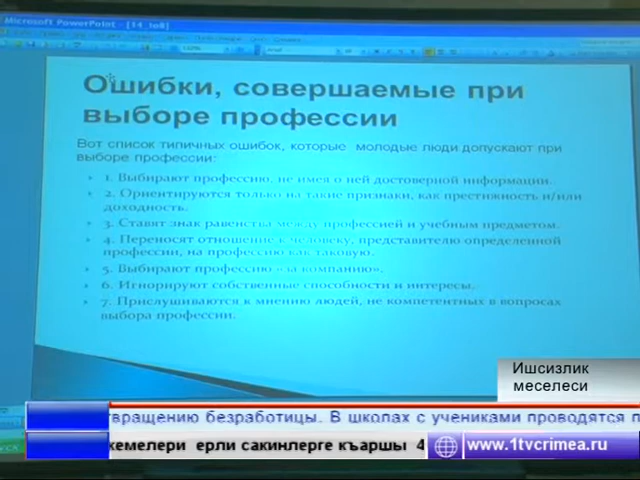 Microsoft PowerPoint - [14_
Ошибки, совершаемые при
выборе профессии
Вот список типичных ошибок, которые молодые люди допускают при
выборе профессии:
1. Выбирают профессию, не имея о ней достоверной информации.
2. Ориентируются только на такие признаки, как престижность и/или
доходность.
3. Ставят знак равенства между профессией и учебным предметом.
4. Переносят отношение к человеку, представителю определенной
профессии, на профессию как таковую.
5. Выбирают профессию «за компанию».
6. Игнорируют собственные способности и интересы.
7. Прислушиваются к мнению людей, не компетентных в вопросах
выбора профессии.
Ишсизлик
меселеси
твращению безработицы. В школах с учениками проводятся п
кемелери ерли сакинлерге къаршы 4
www.1tvcrimea.ru